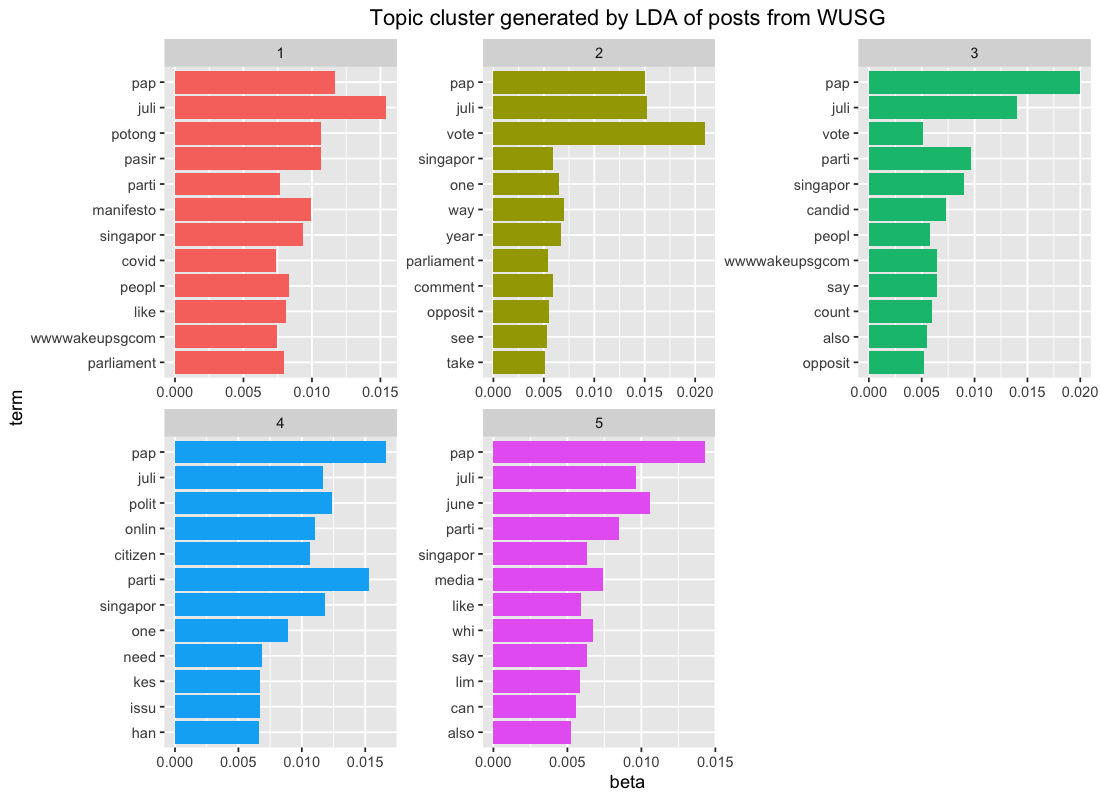 Topic cluster generated by LDA of posts from WUSG
1
pap
juli
potong
pasir
parti
manifesto
singapor
covid
peopl
like
wwwwakeupsgcom
parliament
0.000 0.005 0.010 0.015
2
pap
juli
vote
singapor
one
way
year
parliament
comment
opposit
see
take
0.000 0.005 0.010 0.015 0.020
3
pap
juli
vote
parti
singapor
candid
peopl
wwwwakeupsgcom
say
count
also
opposit
0.000 0.005 0.010 0.015 0.020
term
4
pap
juli
polit
onlin
citizen
parti
singapor
one
need
kes
issu
han
0.000 0.005 0.010 0.015
5
pap
juli
june
parti
singapor
media
like
whi
say
lim
can
also
0.000 0.005 0.010 0.015
beta